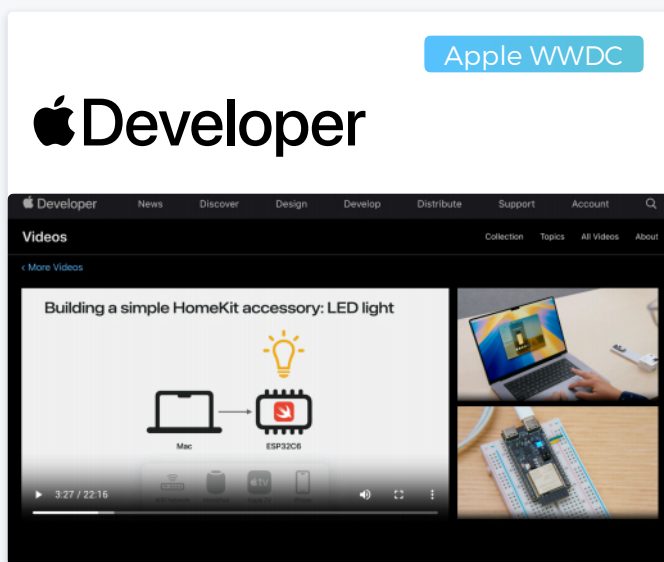 Apple WWDC
Developer
Developer News Discover Design Develop Distribute Support Account
Videos Collection Topics All Videos About
‹ More Videos
Building a simple HomeKit accessory: LED light
Mac ESP32C6
tv
3:27 / 22:16